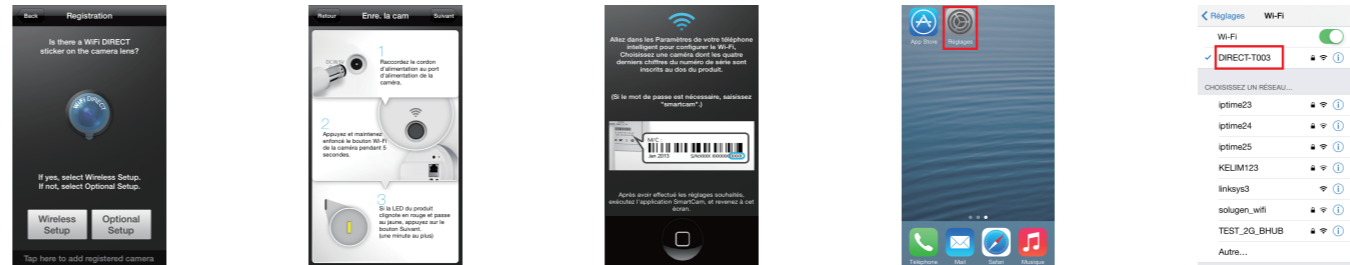 Back
Registration
Is there a WiFi DIRECT
sticker on the camera lens?
WiFi DIRECT
If yes, select Wireless Setup.
If not, select Optional Setup.
Wireless
Setup
Optional
Setup
Tap here to add registered camera
Retour
Enre. la cam
Suivant
1
DC IN 5V
Raccordez le cordon
d'alimentation au port
d'alimentation de la
caméra.
2
Appuyez et maintenez
enfoncé le bouton Wi-Fi
de la caméra pendant 5
secondes.
3
Si la LED du produit
clignote en rouge et passe
au jaune, appuyez sur le
bouton Suivant.
(une minute au plus)
Allez dans les Paramètres de votre téléphone
intelligent pour configurer le Wi-Fi,
Choisissez une caméra dont les quatre
derniers chiffres du numéro de série sont
inscrits au dos du produit.
(Si le mot de passe est nécessaire, saisissez
"smartcam".)
M/C :
Jan 2013
Après avoir effectué les réglages souhaités,
exécutez l'application SmartCam, et revenez à cet
écran.
App Store
Réglages
Téléphone
Mail
Safari
Musique
Réglages
Wi-Fi
Wi-Fi
DIRECT-T003
CHOISISSEZ UN RÉSEAU...
iptime23
iptime24
iptime25
KELIM123
linksys3
solugen_wifi
TEST_2G_BHUB
Autre...